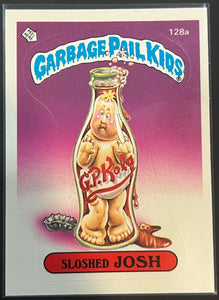 128a
GARBAGE PAIL KIDS
G.P. Kola
SLOSHED JOSH